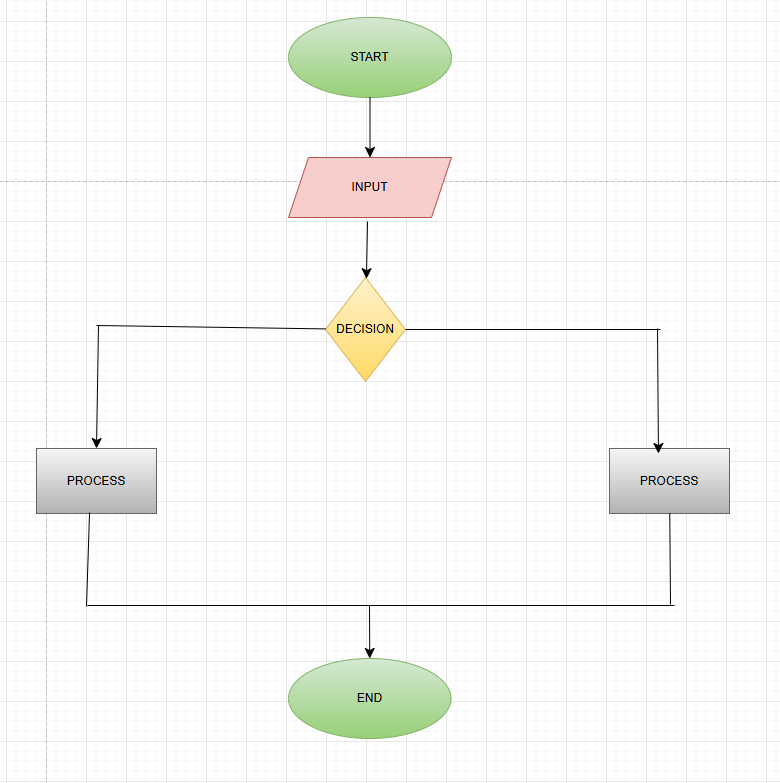 START
INPUT
DECISION
PROCESS
PROCESS
END